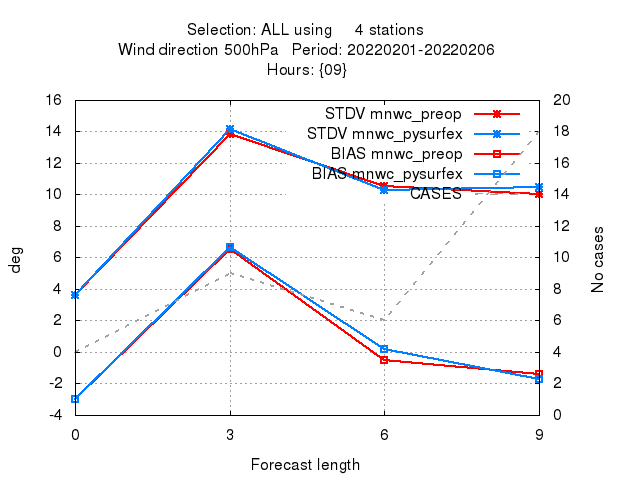 Selection: ALL using 4 stations
Wind direction 500hPa Period: 20220201-20220206
Hours: {09}
16 20
STDV mnwc_preop
14 18
STDV mnwc_pysurfex
BIAS mnwc_preop
12 16
BIAS mnwc_pysurfex
10 14
CASES
8 12
6 10
4 8
2 6
0 4
-2 2
-4 0
deg
No cases
0 3 6 9
Forecast length